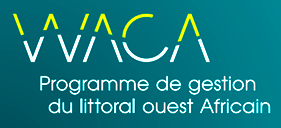 WACA
Programme de gestion
du littoral ouest Africain